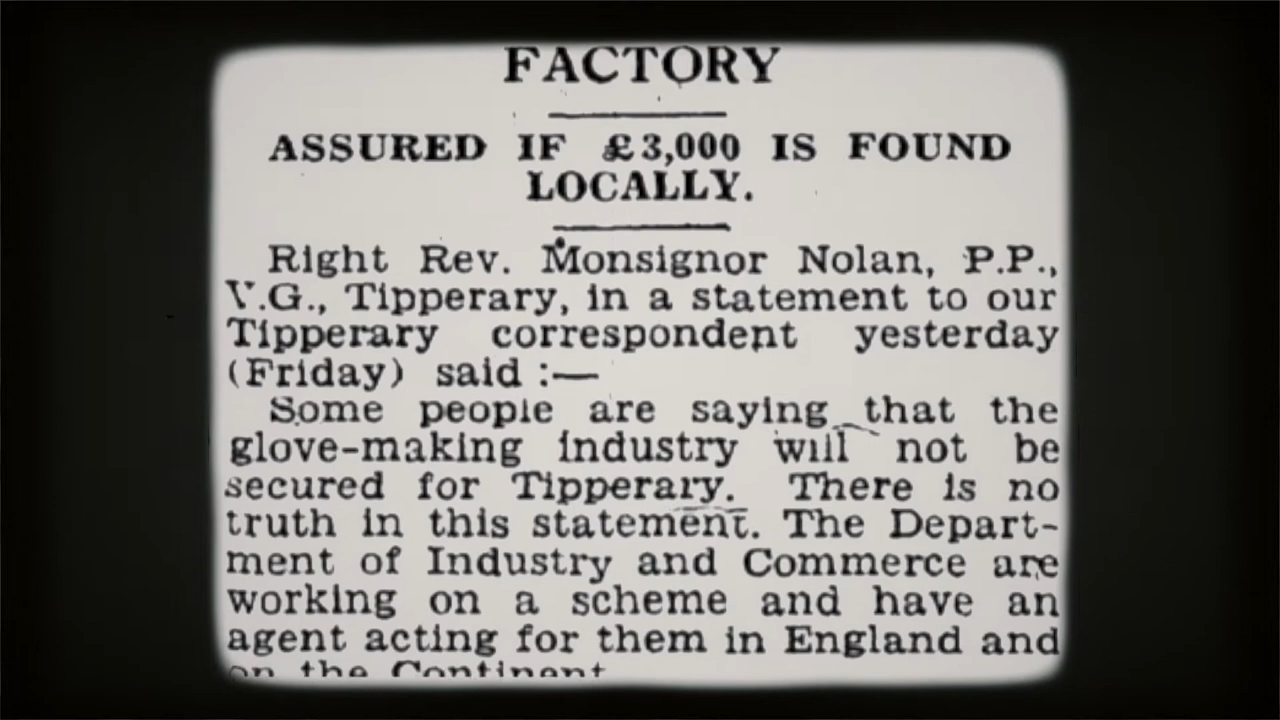 FACTORY
ASSURED IF £3,000 IS FOUND
LOCALLY.
Right Rev. Monsignor Nolan, P.P.,
V.G., Tipperary, in a statement to our
Tipperary correspondent yesterday
(Friday) said :—
Some people are saying that the
glove-making industry will not be
secured for Tipperary. There is no
truth in this statement. The Depart-
ment of Industry and Commerce are
working on a scheme and have an
agent acting for them in England and
on the Continent